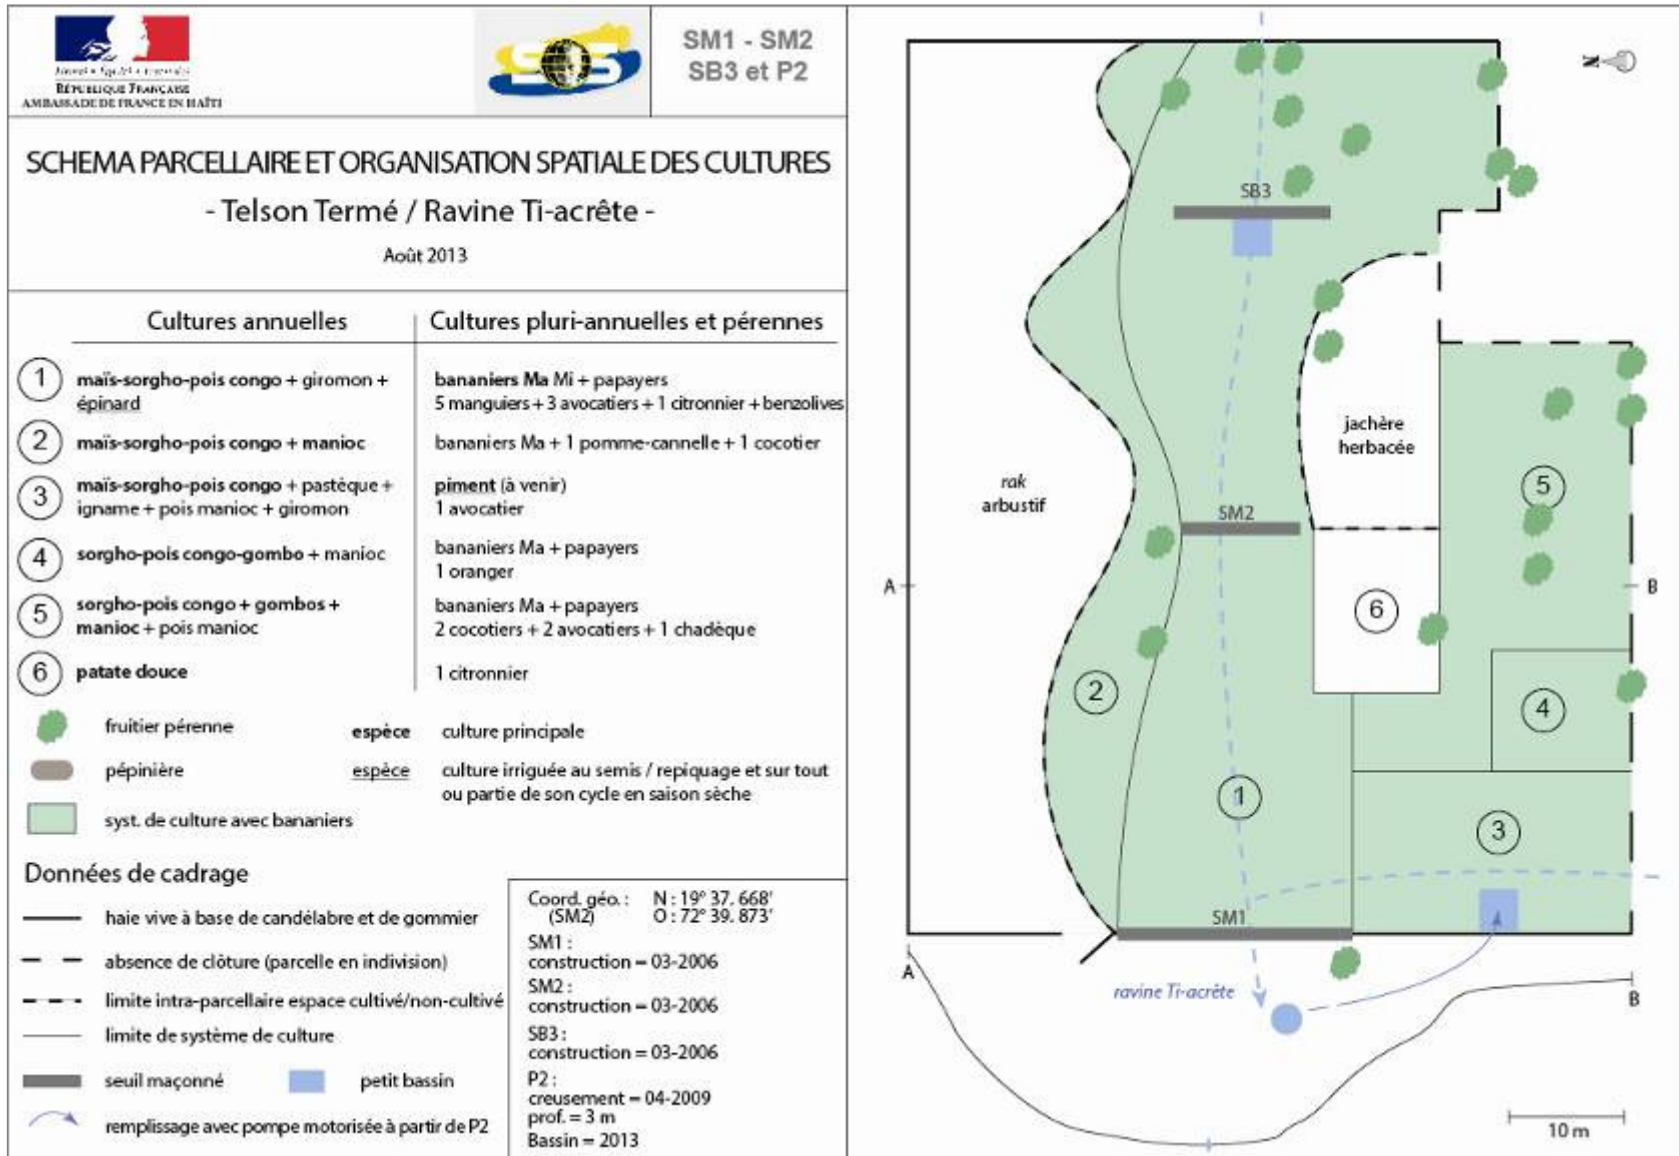 Liberté • Égalité • Fraternité
RÉPUBLIQUE FRANÇAISE
AMBASSADE DE FRANCE EN HAÏTI
SOS
SM1 - SM2
SB3 et P2
SCHEMA PARCELLAIRE ET ORGANISATION SPATIALE DES CULTURES
- Telson Termé / Ravine Ti-acrête -
Août 2013
Cultures annuelles
Cultures pluri-annuelles et pérennes
1
maïs-sorgho-pois congo + giromon +
épinard
bananiers Ma Mi + papayers
5 manguiers + 3 avocatiers + 1 citronnier + benzolives
2
maïs-sorgho-pois congo + manioc
bananiers Ma + 1 pomme-cannelle + 1 cocotier
3
maïs-sorgho-pois congo + pastèque +
igname + pois manioc + giromon
piment (à venir)
1 avocatier
4
sorgho-pois congo-gombo + manioc
bananiers Ma + papayers
1 oranger
5
sorgho-pois congo + gombos +
manioc + pois manioc
bananiers Ma + papayers
2 cocotiers + 2 avocatiers + 1 chadèque
6
patate douce
1 citronnier
fruitier pérenne
espèce culture principale
pépinière
espèce culture irriguée au semis / repiquage et sur tout
ou partie de son cycle en saison sèche
syst. de culture avec bananiers
Données de cadrage
haie vive à base de candélabre et de gommier
absence de clôture (parcelle en indivision)
limite intra-parcellaire espace cultivé/non-cultivé
limite de système de culture
seuil maçonné
petit bassin
remplissage avec pompe motorisée à partir de P2
Coord. géo. : N : 19° 37. 668'
(SM2) O : 72° 39. 873'
SM1 :
construction = 03-2006
SM2 :
construction = 03-2006
SB3 :
construction = 03-2006
P2 :
creusement = 04-2009
prof. = 3 m
Bassin = 2013
N
SB3
jachère
herbacée
rak
arbustif
5
SM2
A
B
6
2
4
1
3
SM1
A
ravine Ti-acrête
B
10 m